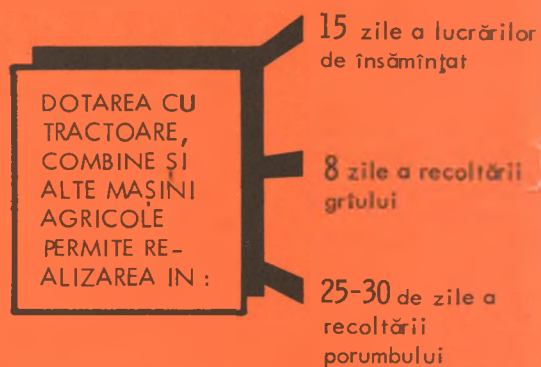 DOTAREA CU
TRACTOARE,
COMBINE ȘI
ALTE MAȘINI
AGRICOLE
PERMITE RE-
ALIZAREA IN :
15 zile a lucrărilor
de însămînţat
8 zile a recoltării
grîului
25-30 de zile a
recoltării
porumbului